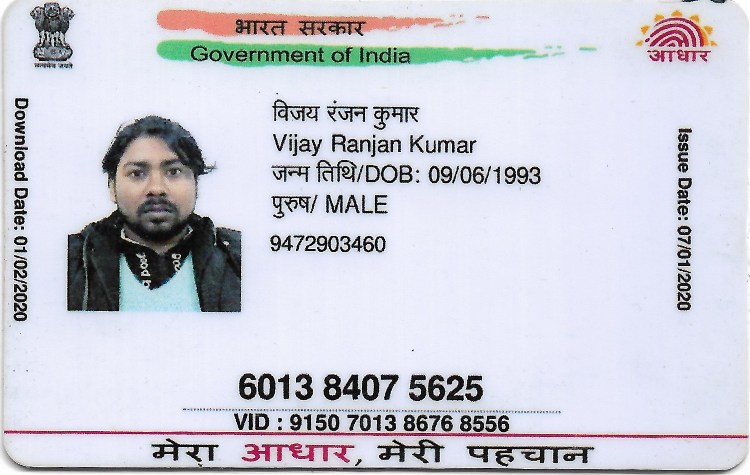 भारत सरकार
Government of India
सत्यमेव जयते
आधार
Download Date: 01/02/2020
विजय रंजन कुमार
Vijay Ranjan Kumar
जन्म तिथि/DOB: 09/06/1993
पुरुष/ MALE
9472903460
Issue Date: 07/01/2020
6013 8407 5625
VID : 9150 7013 8676 8556
मेरा आधार, मेरी पहचान